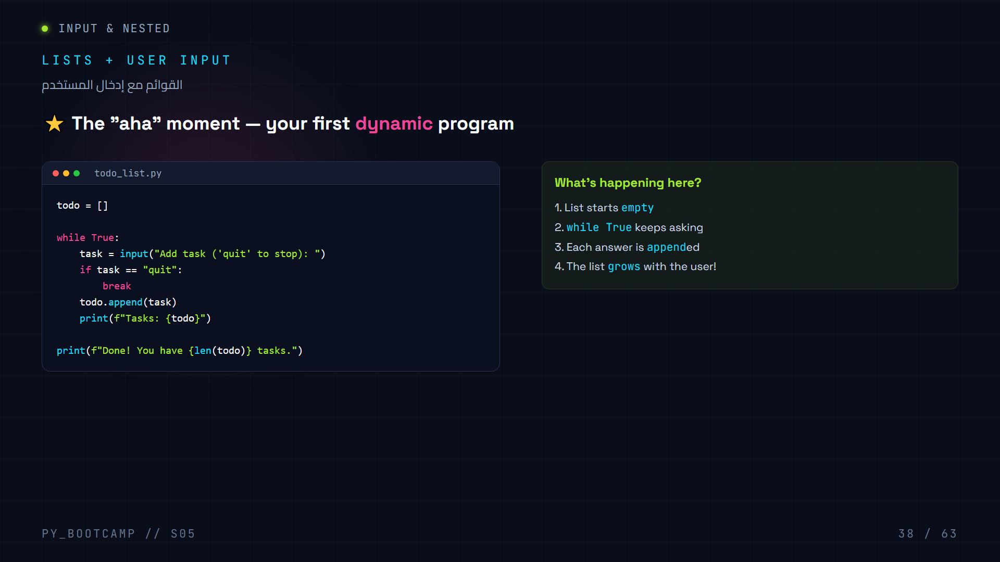 INPUT & NESTED
LISTS + USER INPUT
القوائم مع إدخال المستخدم
⭐ The ”aha” moment — your first dynamic program
todo_list.py
todo = []
while True:
    task = input("Add task ('quit' to stop): ")
    if task == "quit":
        break
    todo.append(task)
    print(f"Tasks: {todo}")
print(f"Done! You have {len(todo)} tasks.")
What’s happening here?
1. List starts empty
2. while True keeps asking
3. Each answer is appended
4. The list grows with the user!
PY_BOOTCAMP // S05
38 / 63